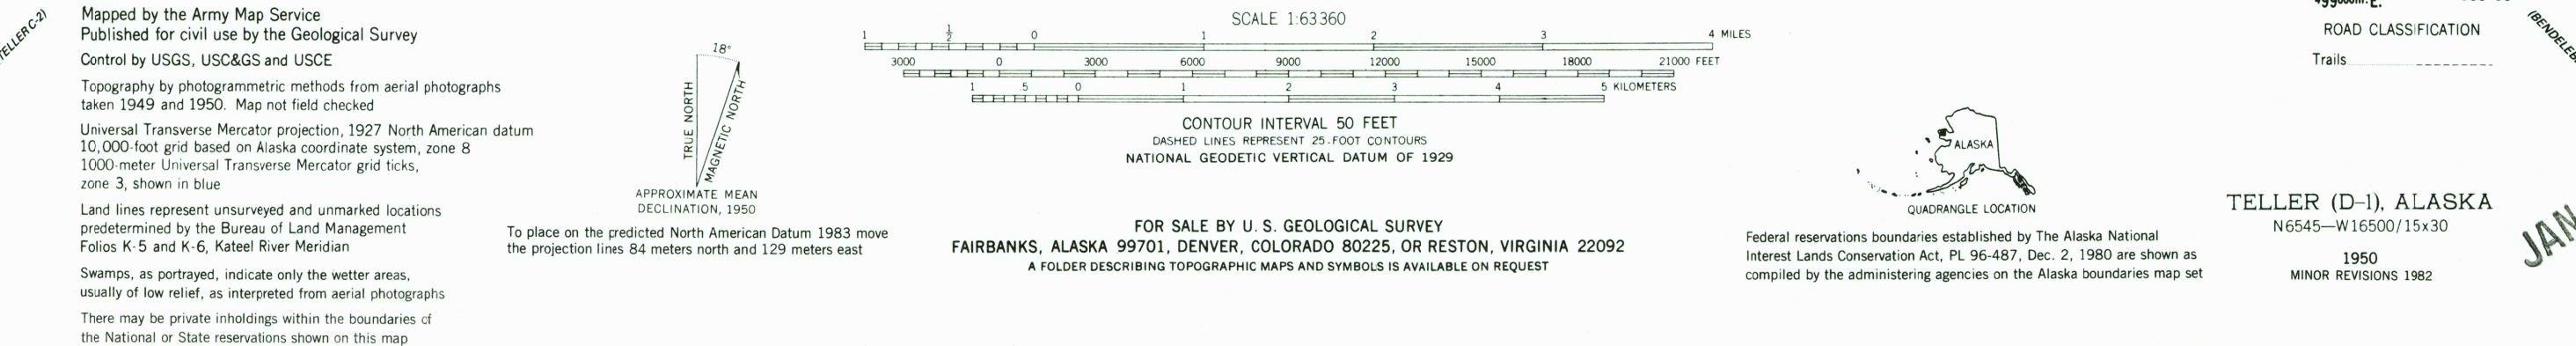 TELLER C-2)
Mapped by the Army Map Service
Published for civil use by the Geological Survey
Control by USGS, USC&GS and USCE
Topography by photogrammetric methods from aerial photographs
taken 1949 and 1950. Map not field checked
Universal Transverse Mercator projection, 1927 North American datum
10,000-foot grid based on Alaska coordinate system, zone 8
1000-meter Universal Transverse Mercator grid ticks,
zone 3, shown in blue
Land lines represent unsurveyed and unmarked locations
predetermined by the Bureau of Land Management
Folios K-5 and K-6, Kateel River Meridian
Swamps, as portrayed, indicate only the wetter areas,
usually of low relief, as interpreted from aerial photographs
There may be private inholdings within the boundaries of
the National or State reservations shown on this map
18°
TRUE NORTH
MAGNETIC NORTH
APPROXIMATE MEAN
DECLINATION, 1950
To place on the predicted North American Datum 1983 move
the projection lines 84 meters north and 129 meters east
SCALE 1:63360
1 ½ 0 1 2 3 4 MILES
3000 0 3000 6000 9000 12000 15000 18000 21000 FEET
1 .5 0 1 2 3 4 5 KILOMETERS
CONTOUR INTERVAL 50 FEET
DASHED LINES REPRESENT 25-FOOT CONTOURS
NATIONAL GEODETIC VERTICAL DATUM OF 1929
FOR SALE BY U. S. GEOLOGICAL SURVEY
FAIRBANKS, ALASKA 99701, DENVER, COLORADO 80225, OR RESTON, VIRGINIA 22092
A FOLDER DESCRIBING TOPOGRAPHIC MAPS AND SYMBOLS IS AVAILABLE ON REQUEST
ALASKA
QUADRANGLE LOCATION
Federal reservations boundaries established by The Alaska National
Interest Lands Conservation Act, PL 96-487, Dec. 2, 1980 are shown as
compiled by the administering agencies on the Alaska boundaries map set
ROAD CLASSIFICATION
Trails
TELLER (D-1), ALASKA
N6545—W16500/15x30
1950
MINOR REVISIONS 1982
JAN